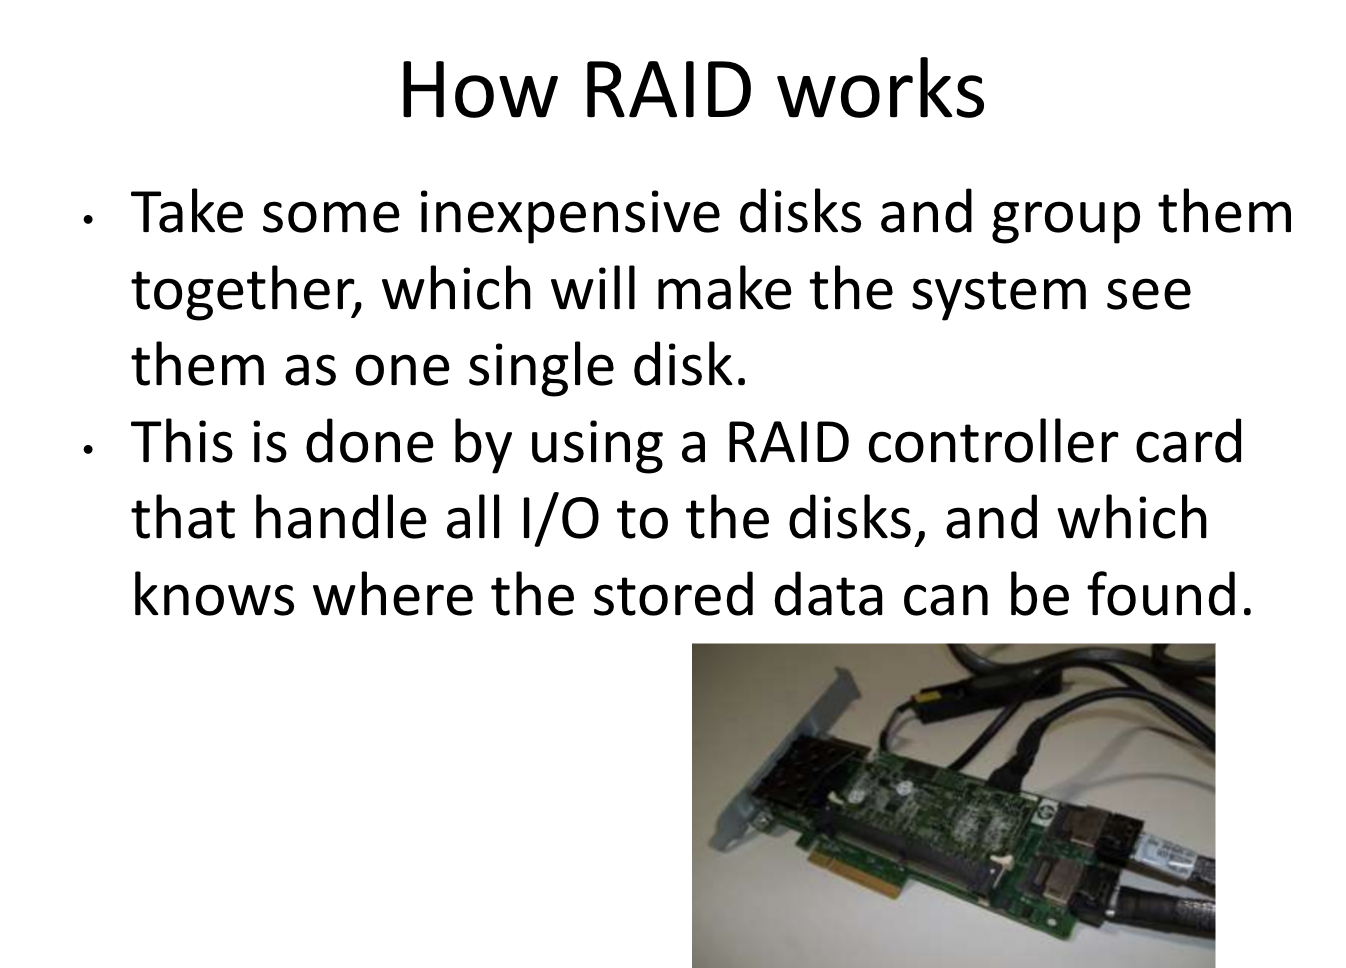 How RAID works
• Take some inexpensive disks and group them
together, which will make the system see
them as one single disk.
• This is done by using a RAID controller card
that handle all I/O to the disks, and which
knows where the stored data can be found.